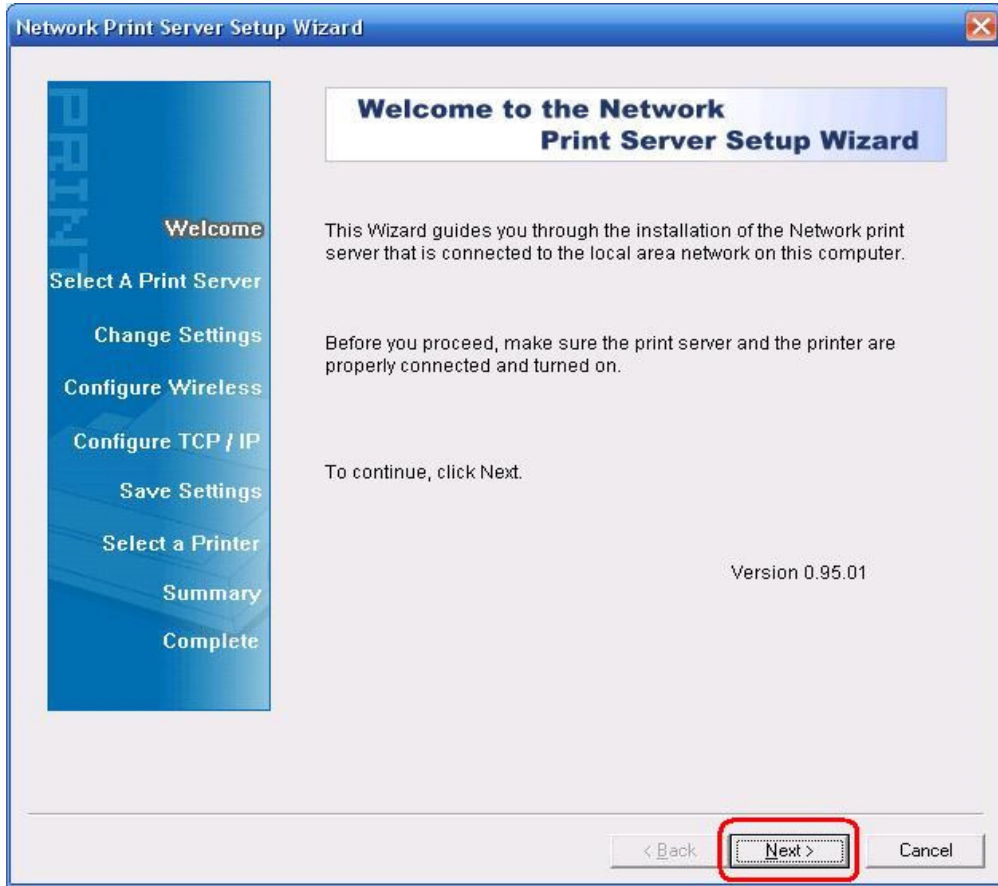 Network Print Server Setup Wizard
PRINT
Welcome
Select A Print Server
Change Settings
Configure Wireless
Configure TCP / IP
Save Settings
Select a Printer
Summary
Complete
Welcome to the Network
Print Server Setup Wizard
This Wizard guides you through the installation of the Network print
server that is connected to the local area network on this computer.
Before you proceed, make sure the print server and the printer are
properly connected and turned on.
To continue, click Next.
Version 0.95.01
< Back
Next >
Cancel